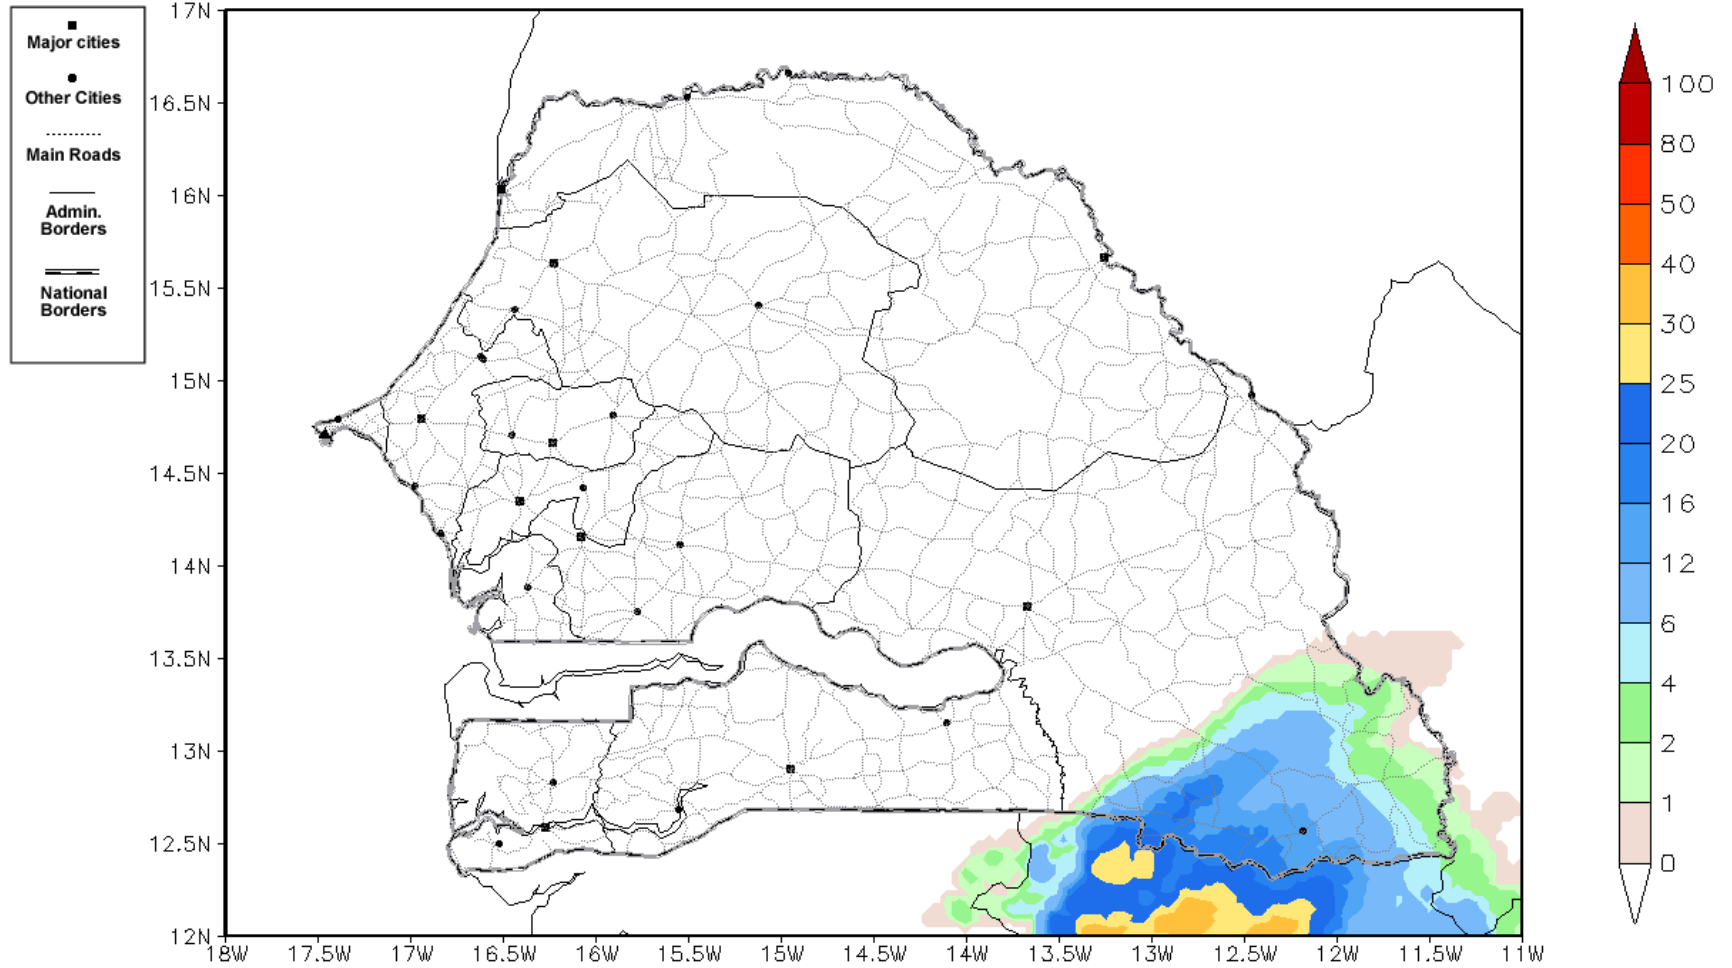 Major cities
Other Cities
Main Roads
Admin.
Borders
National
Borders
17N
16.5N
16N
15.5N
15N
14.5N
14N
13.5N
13N
12.5N
12N
18W
17.5W
17W
16.5W
16W
15.5W
15W
14.5W
14W
13.5W
13W
12.5W
12W
11.5W
11W
100
80
50
40
30
25
20
16
12
6
4
2
1
0